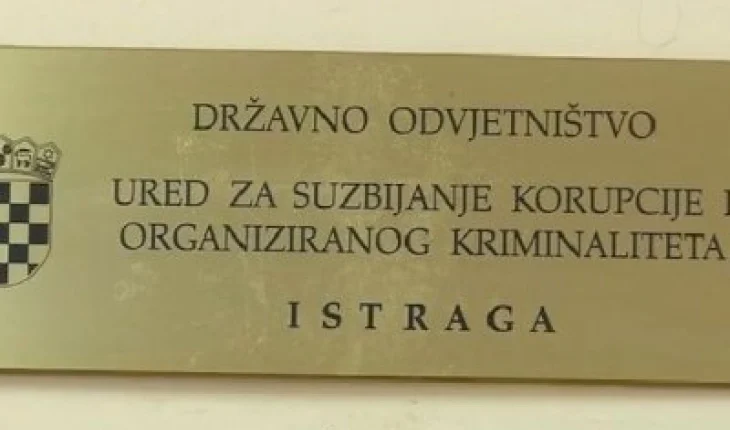 DRŽAVNO ODVJETNIŠTVO
URED ZA SUZBIJANJE KORUPCIJE I
ORGANIZIRANOG KRIMINALITETA
ISTRAGA